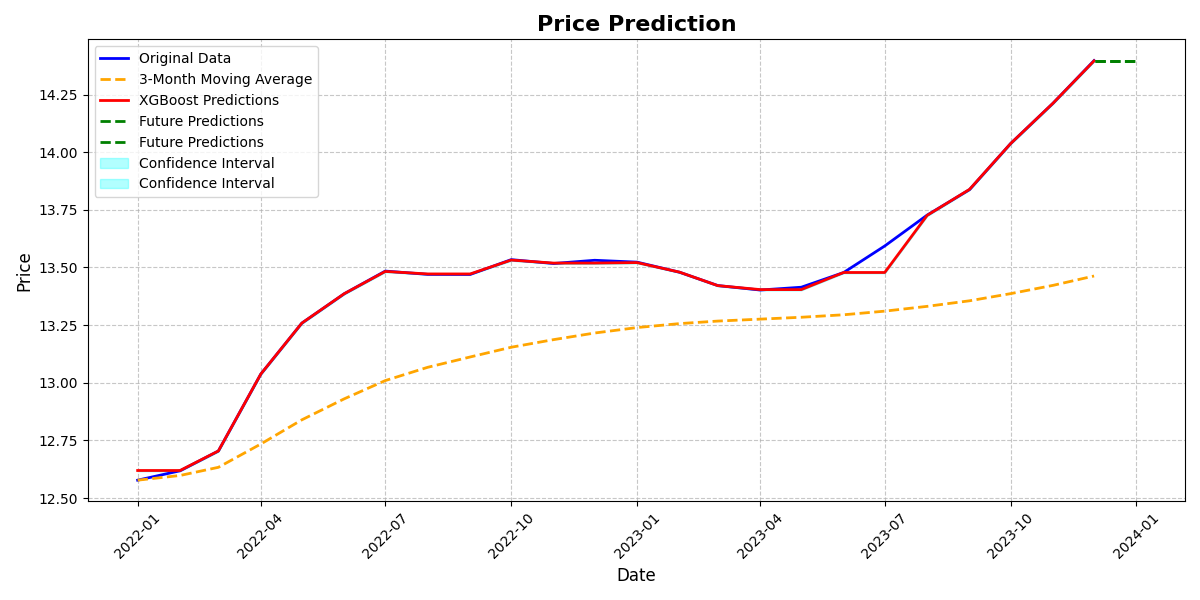 Price Prediction
Original Data
3-Month Moving Average
XGBoost Predictions
Future Predictions
Future Predictions
Confidence Interval
Confidence Interval
Price
14.25
14.00
13.75
13.50
13.25
13.00
12.75
12.50
2022-01
2022-04
2022-07
2022-10
2023-01
2023-04
2023-07
2023-10
2024-01
Date